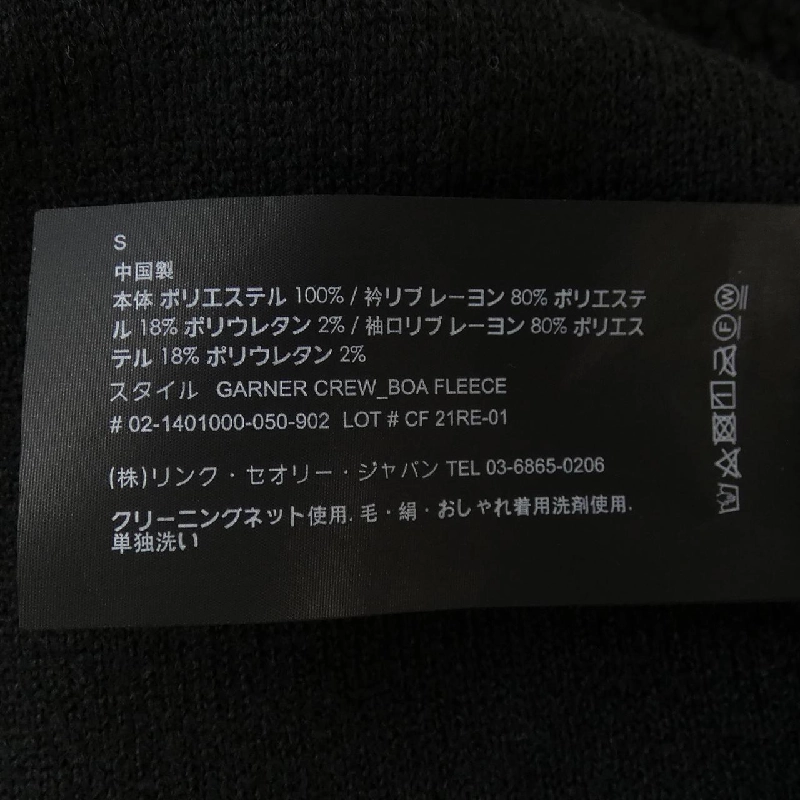 S
中国製
本体 ポリエステル 100% / 衿リブ レーヨン 80% ポリエステ
ル 18% ポリウレタン 2% / 袖口リブ レーヨン 80% ポリエス
テル 18% ポリウレタン 2%
スタイル GARNER CREW_BOA FLEECE
# 02-1401000-050-902 LOT # CF 21RE-01
(株)リンク・セオリー・ジャパン TEL 03-6865-0206
クリーニングネット使用. 毛・絹・おしゃれ着用洗剤使用.
単独洗い
W
F